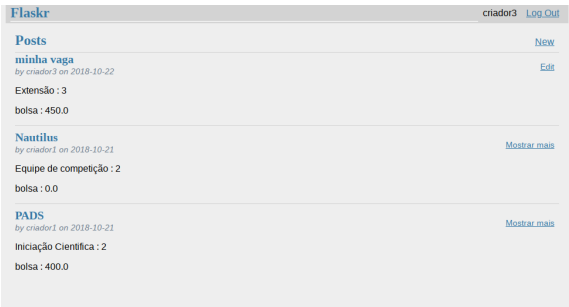 Flaskr
criador3 Log Out
Posts
New
minha vaga
by criador3 on 2018-10-22
Edit
Extensão : 3
bolsa : 450.0
Nautilus
by criador1 on 2018-10-21
Mostrar mais
Equipe de competição : 2
bolsa : 0.0
PADS
by criador1 on 2018-10-21
Mostrar mais
Iniciação Cientifica : 2
bolsa : 400.0